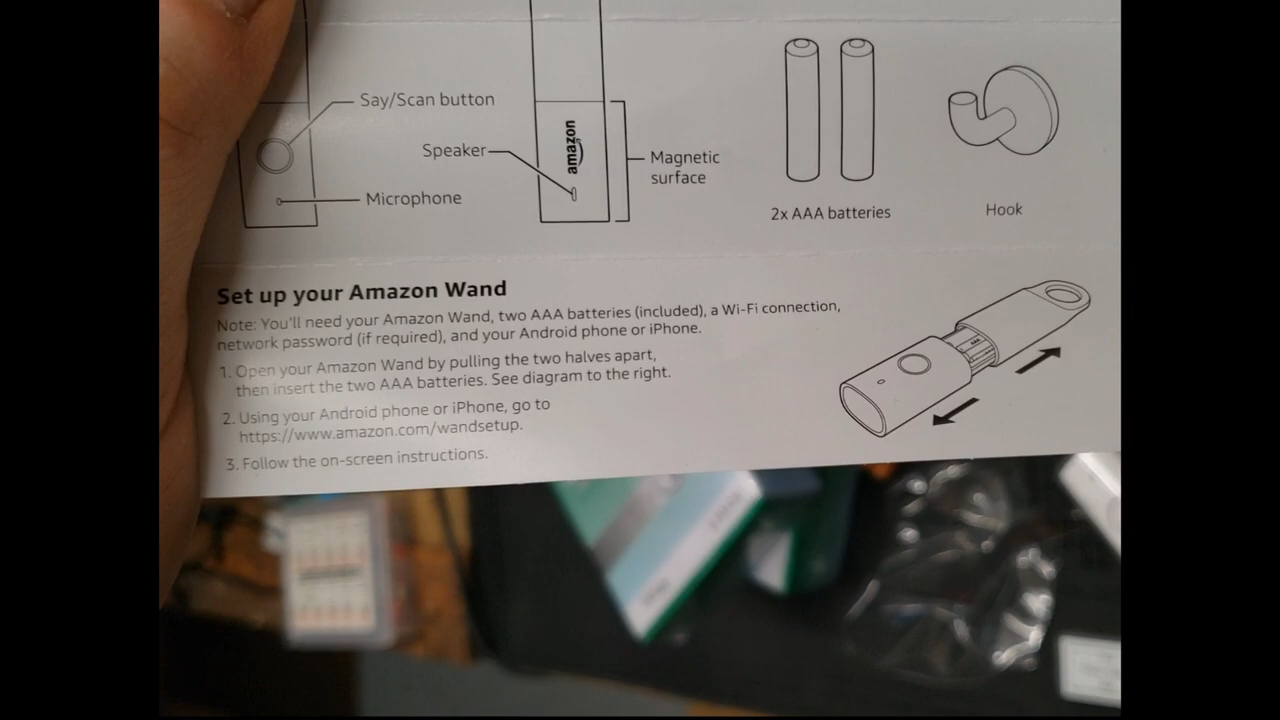 Say/Scan button
Speaker
Microphone
amazon
Magnetic
surface
2x AAA batteries
Hook
Set up your Amazon Wand
Note: You'll need your Amazon Wand, two AAA batteries (included), a Wi-Fi connection,
network password (if required), and your Android phone or iPhone.
1. Open your Amazon Wand by pulling the two halves apart,
then insert the two AAA batteries. See diagram to the right.
2. Using your Android phone or iPhone, go to
https://www.amazon.com/wandsetup.
3. Follow the on-screen instructions.